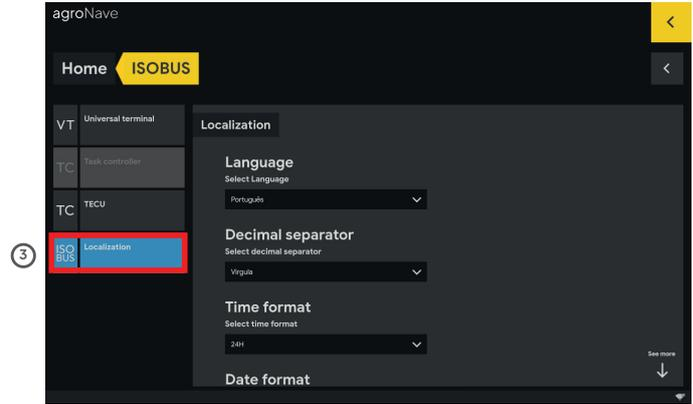 agroNave
Home
ISOBUS
VT
Universal terminal
TC
Task controller
TC
TECU
3
ISO
BUS
Localization
Localization
Language
Select Language
Português
Decimal separator
Select decimal separator
Vírgula
Time format
Select time format
24H
Date format
See more